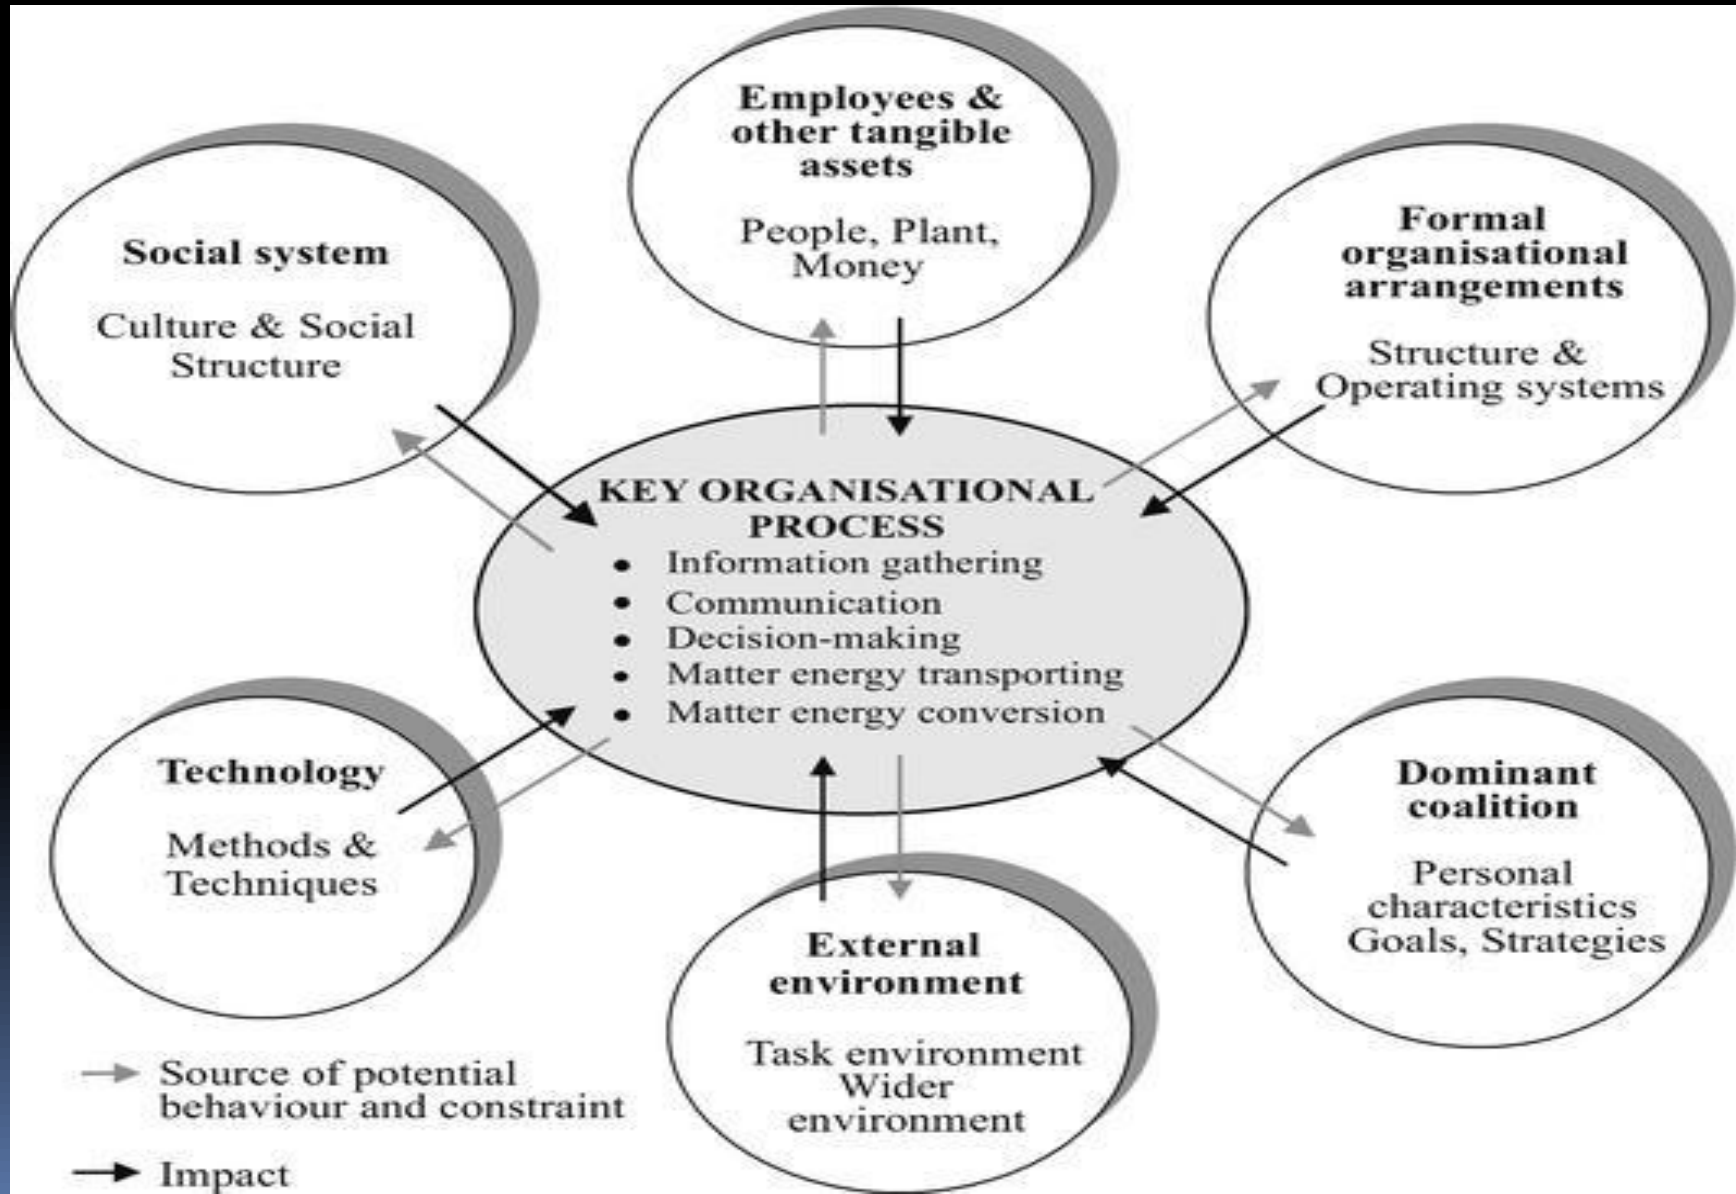 Employees &
other tangible
assets
People, Plant,
Money
Social system
Culture & Social
Structure
Formal
organisational
arrangements
Structure &
Operating systems
KEY ORGANISATIONAL
PROCESS
• Information gathering
• Communication
• Decision-making
• Matter energy transporting
• Matter energy conversion
Technology
Methods &
Techniques
Dominant
coalition
Personal
characteristics
Goals, Strategies
External
environment
Task environment
Wider
environment
Source of potential
behaviour and constraint
Impact